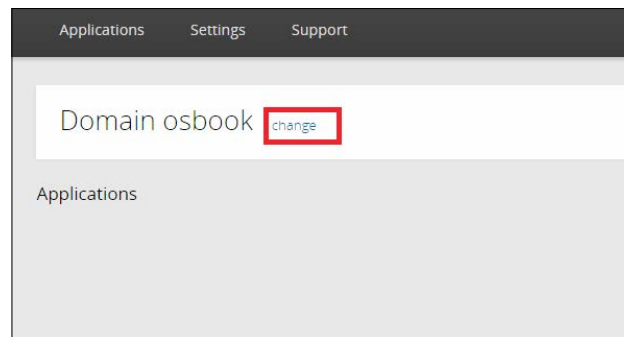 Applications Settings Support
Domain osbook change
Applications